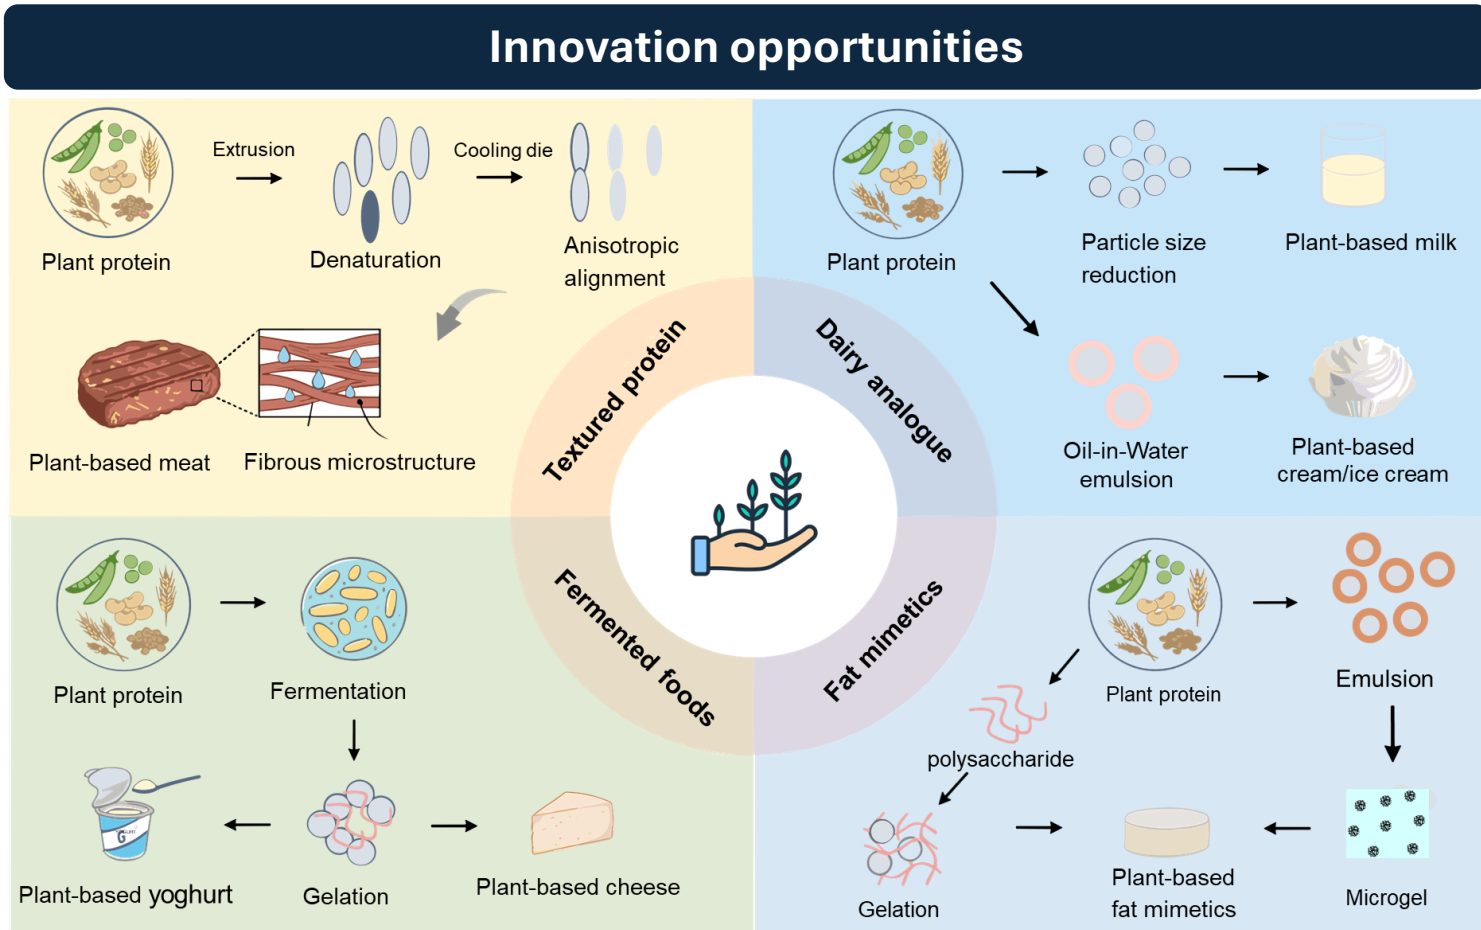 Innovation opportunities
Extrusion
Cooling die
Plant protein
Denaturation
Anisotropic
alignment
Plant-based meat
Fibrous microstructure
Textured protein
Plant protein
Particle size
reduction
Plant-based milk
Oil-in-Water
emulsion
Plant-based
cream/ice cream
Dairy analogue
Plant protein
Fermentation
Plant-based yoghurt
Gelation
Plant-based cheese
Fermented foods
Fat mimetics
Plant protein
Emulsion
polysaccharide
Gelation
Plant-based
fat mimetics
Microgel